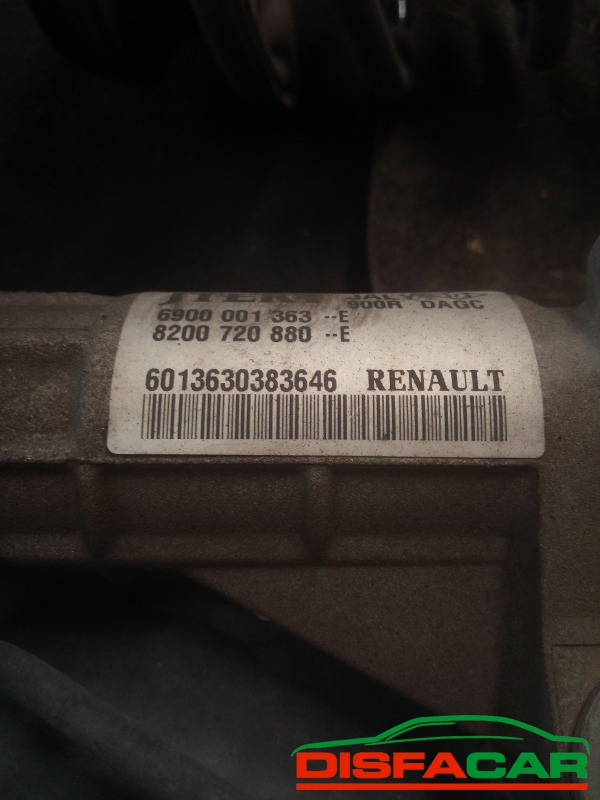 900R DAGC
6900 001 363 --E
8200 720 880 --E
6013630383646 RENAULT
DISFACAR